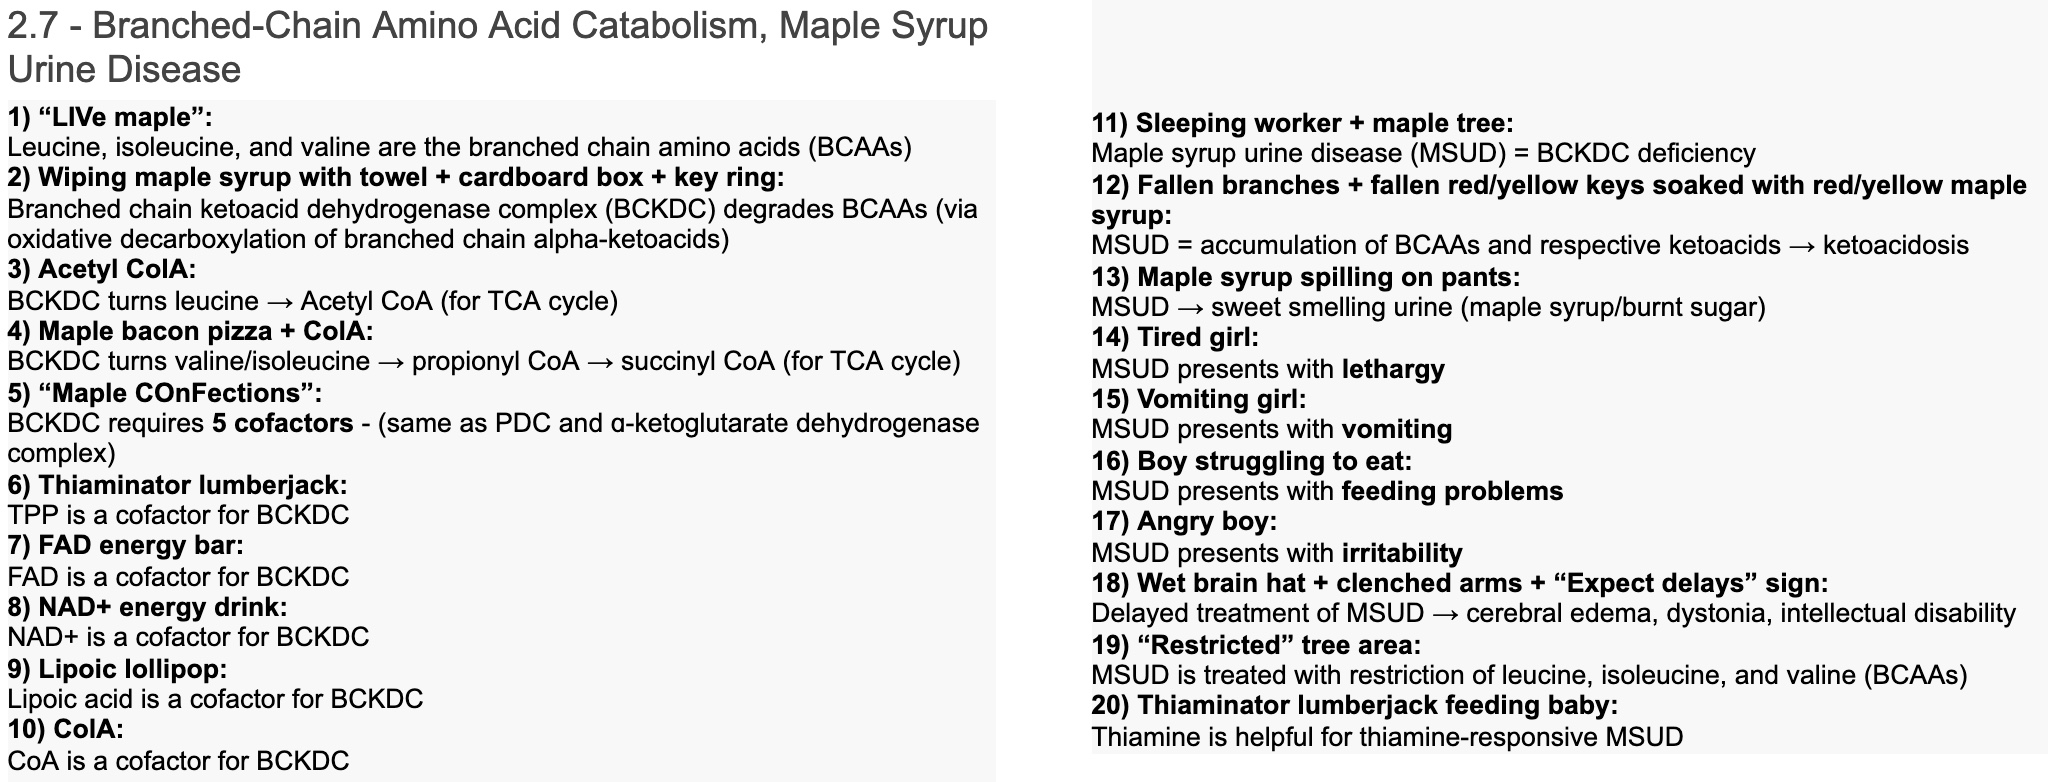 2.7 - Branched-Chain Amino Acid Catabolism, Maple Syrup
Urine Disease
1) “LIVe maple”:
Leucine, isoleucine, and valine are the branched chain amino acids (BCAAs)
2) Wiping maple syrup with towel + cardboard box + key ring:
Branched chain ketoacid dehydrogenase complex (BCKDC) degrades BCAAs (via
oxidative decarboxylation of branched chain alpha-ketoacids)
3) Acetyl ColA:
BCKDC turns leucine → Acetyl CoA (for TCA cycle)
4) Maple bacon pizza + ColA:
BCKDC turns valine/isoleucine → propionyl CoA → succinyl CoA (for TCA cycle)
5) “Maple COnFections”:
BCKDC requires 5 cofactors - (same as PDC and α-ketoglutarate dehydrogenase
complex)
6) Thiaminator lumberjack:
TPP is a cofactor for BCKDC
7) FAD energy bar:
FAD is a cofactor for BCKDC
8) NAD+ energy drink:
NAD+ is a cofactor for BCKDC
9) Lipoic lollipop:
Lipoic acid is a cofactor for BCKDC
10) ColA:
CoA is a cofactor for BCKDC
11) Sleeping worker + maple tree:
Maple syrup urine disease (MSUD) = BCKDC deficiency
12) Fallen branches + fallen red/yellow keys soaked with red/yellow maple
syrup:
MSUD = accumulation of BCAAs and respective ketoacids → ketoacidosis
13) Maple syrup spilling on pants:
MSUD → sweet smelling urine (maple syrup/burnt sugar)
14) Tired girl:
MSUD presents with lethargy
15) Vomiting girl:
MSUD presents with vomiting
16) Boy struggling to eat:
MSUD presents with feeding problems
17) Angry boy:
MSUD presents with irritability
18) Wet brain hat + clenched arms + “Expect delays” sign:
Delayed treatment of MSUD → cerebral edema, dystonia, intellectual disability
19) “Restricted” tree area:
MSUD is treated with restriction of leucine, isoleucine, and valine (BCAAs)
20) Thiaminator lumberjack feeding baby:
Thiamine is helpful for thiamine-responsive MSUD